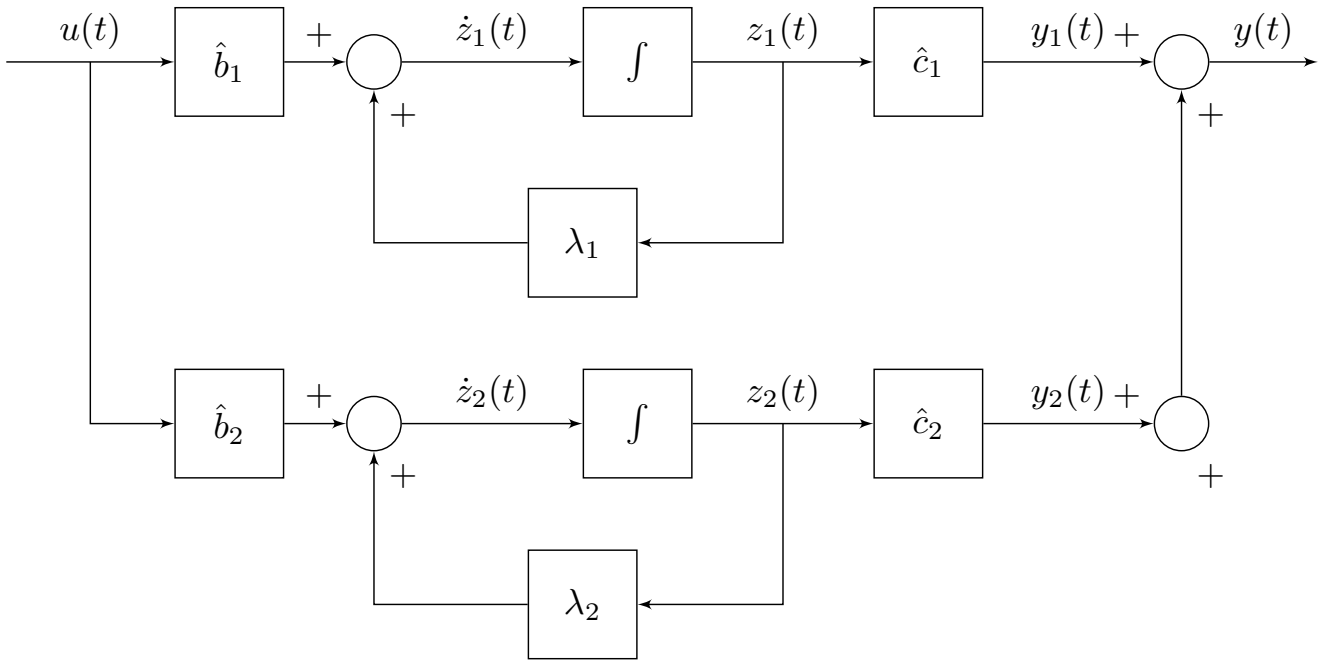 u(t) b̂₁ + ż₁(t) ∫ z₁(t) ĉ₁ y₁(t) + y(t)
+ +
λ₁
b̂₂ + ż₂(t) ∫ z₂(t) ĉ₂ y₂(t) +
+ +
λ₂